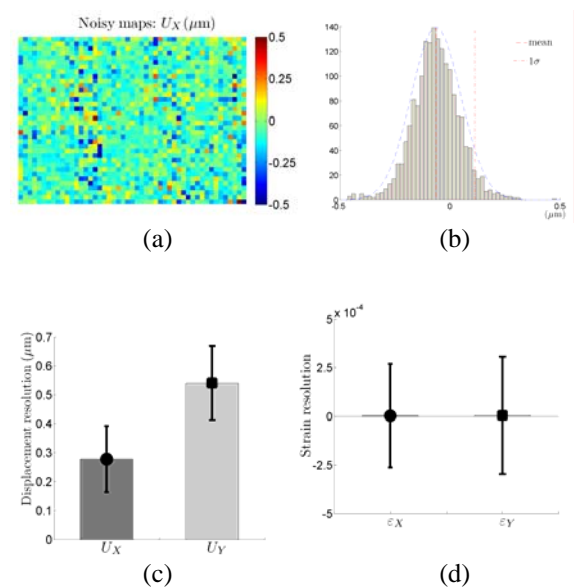 Noisy maps: U_X (μm)
0.5
0.25
0
-0.25
-0.5
(a)
140
120
100
80
60
40
20
0
-0.5
0
0.5
(μm)
mean
1σ
(b)
Displacement resolution (μm)
0.7
0.6
0.5
0.4
0.3
0.2
0.1
0
U_X
U_Y
(c)
Strain resolution
5 × 10⁻⁴
2.5
0
-2.5
-5
ε_X
ε_Y
(d)